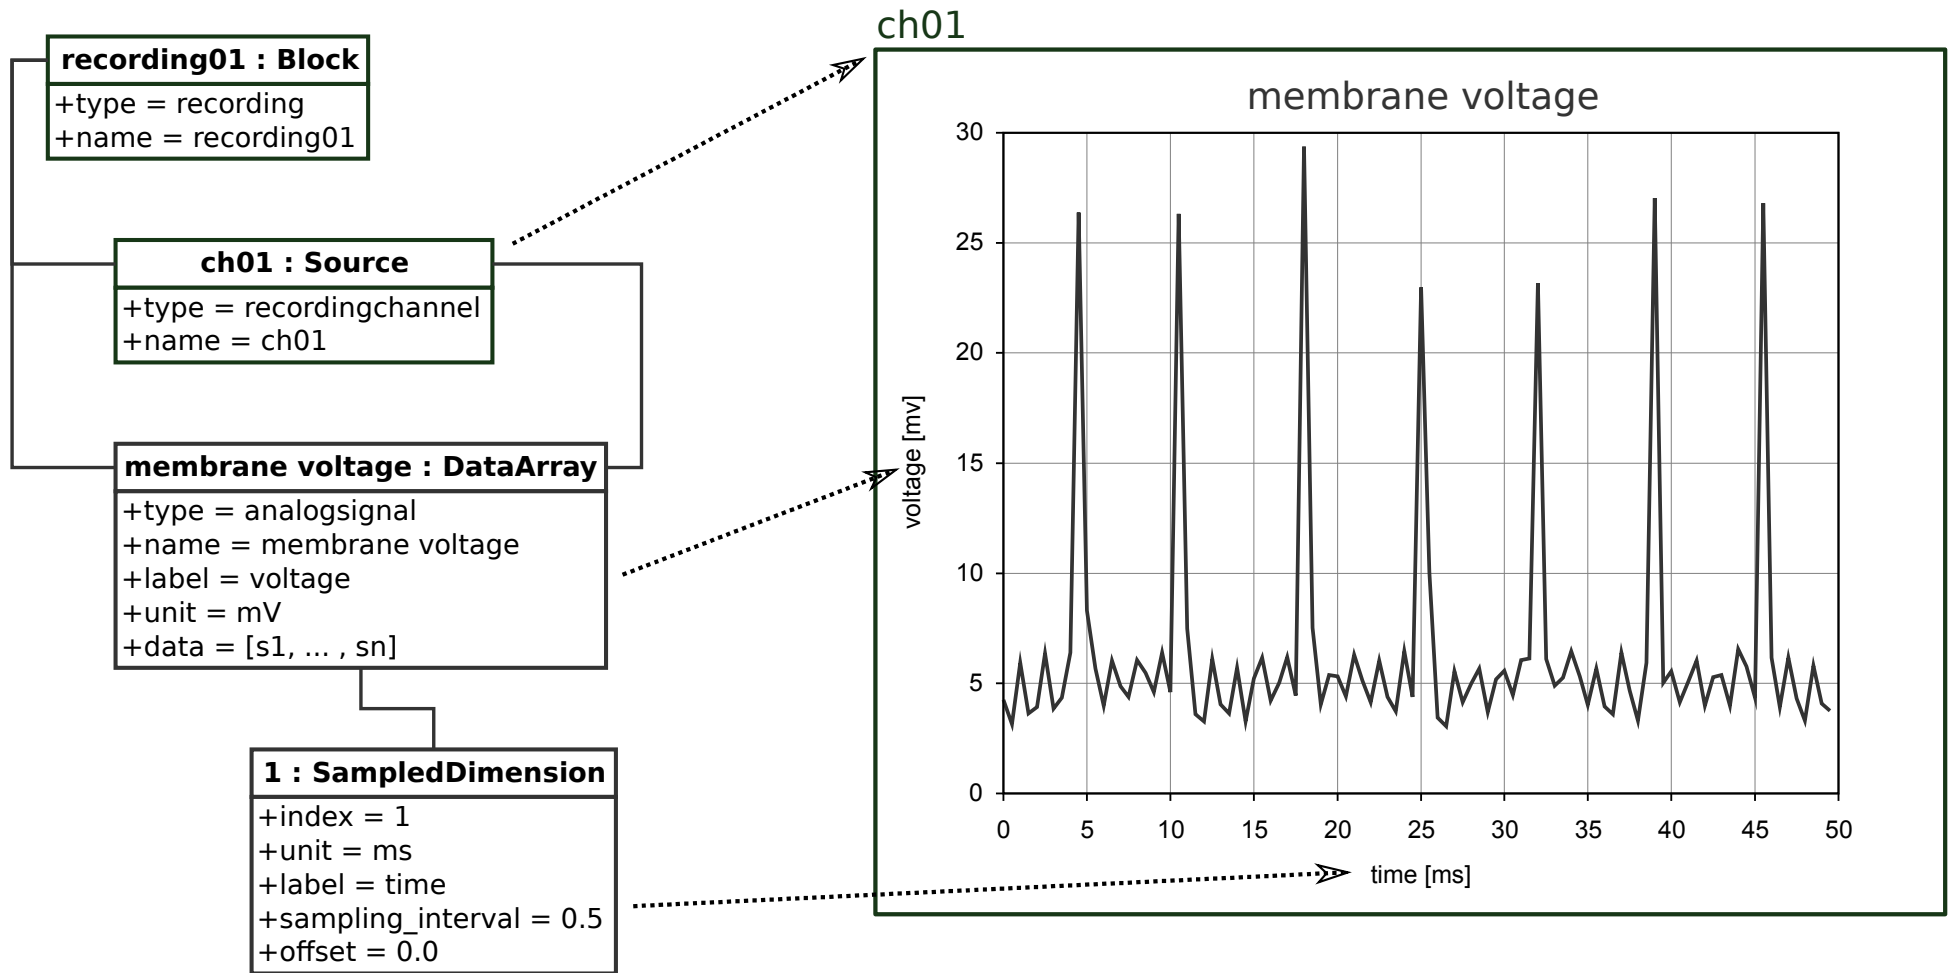 recording01 : Block
+type = recording
+name = recording01
ch01 : Source
+type = recordingchannel
+name = ch01
membrane voltage : DataArray
+type = analogsignal
+name = membrane voltage
+label = voltage
+unit = mV
+data = [s1, ... , sn]
1 : SampledDimension
+index = 1
+unit = ms
+label = time
+sampling_interval = 0.5
+offset = 0.0
ch01
membrane voltage
voltage [mv]
30
25
20
15
10
5
0
0 5 10 15 20 25 30 35 40 45 50
time [ms]